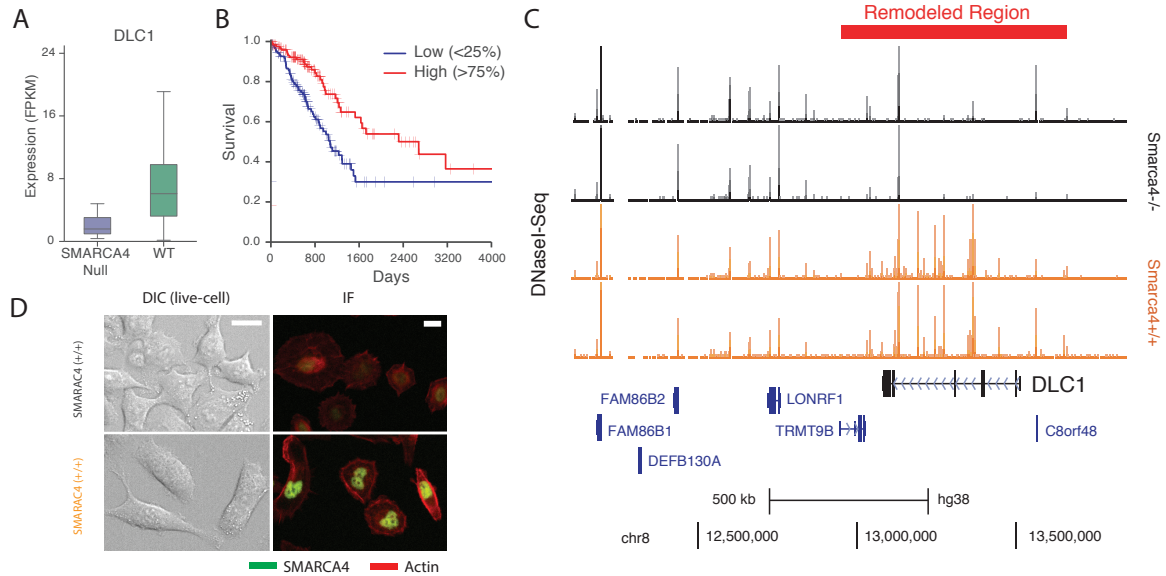 A
DLC1
Expression (FPKM)
24
16
8
0
SMARCA4
Null
WT
B
Survival
1.0
0.8
0.6
0.4
0.2
0.0
Low (<25%)
High (>75%)
0
800
1600
2400
3200
4000
Days
C
Remodeled Region
DNaseI-Seq
Smarca4-/-
Smarca4+/+
DLC1
FAM86B2
LONRF1
FAM86B1
TRMT9B
C8orf48
DEFB130A
500 kb
hg38
chr8
12,500,000
13,000,000
13,500,000
D
DIC (live-cell)
IF
SMARAC4 (+/+)
SMARAC4 (+/+)
SMARCA4
Actin